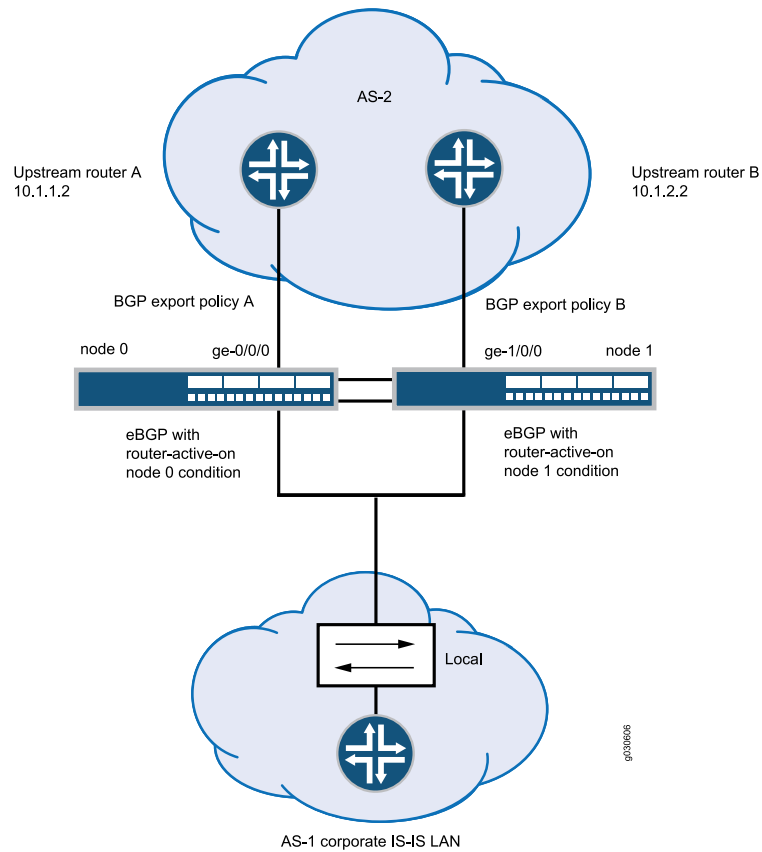 AS-2
Upstream router A
10.1.1.2
Upstream router B
10.1.2.2
BGP export policy A
BGP export policy B
node 0
ge-0/0/0
ge-1/0/0
node 1
eBGP with
router-active-on
node 0 condition
eBGP with
router-active-on
node 1 condition
Local
g030606
AS-1 corporate IS-IS LAN